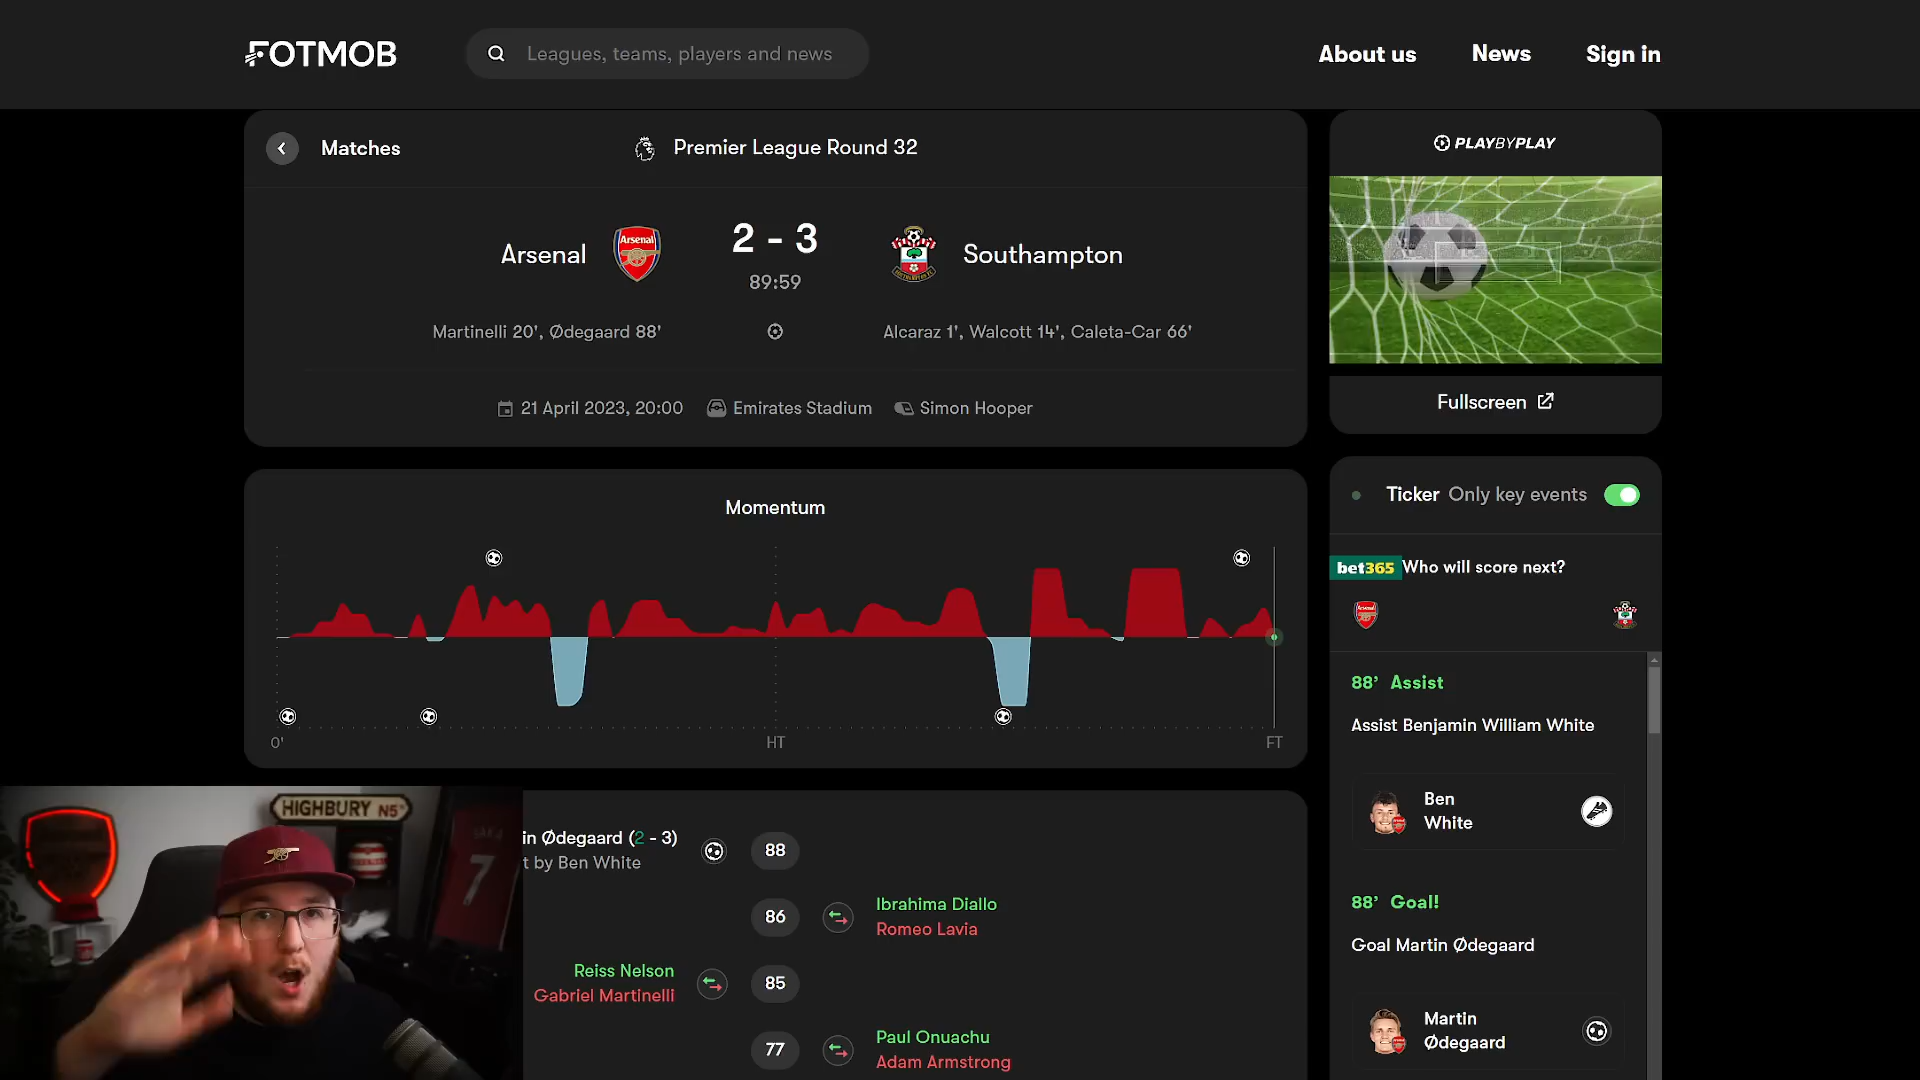 FOTMOB
Leagues, teams, players and news
About us
News
Sign in
Matches
Premier League Round 32
Arsenal
Arsenal
2 - 3
89:59
Southampton
Martinelli 20', Ødegaard 88'
Alcaraz 1', Walcott 14', Caleta-Car 66'
21 April 2023, 20:00
Emirates Stadium
Simon Hooper
PLAYBYPLAY
Fullscreen
Momentum
0'
HT
FT
Ticker Only key events
bet365 Who will score next?
88’ Assist
Assist Benjamin William White
Ben
White
88’ Goal!
Goal Martin Ødegaard
Martin
Ødegaard
in Ødegaard (2 - 3)
t by Ben White
88
86
Ibrahima Diallo
Romeo Lavia
Reiss Nelson
Gabriel Martinelli
85
77
Paul Onuachu
Adam Armstrong
HIGHBURY N5
7